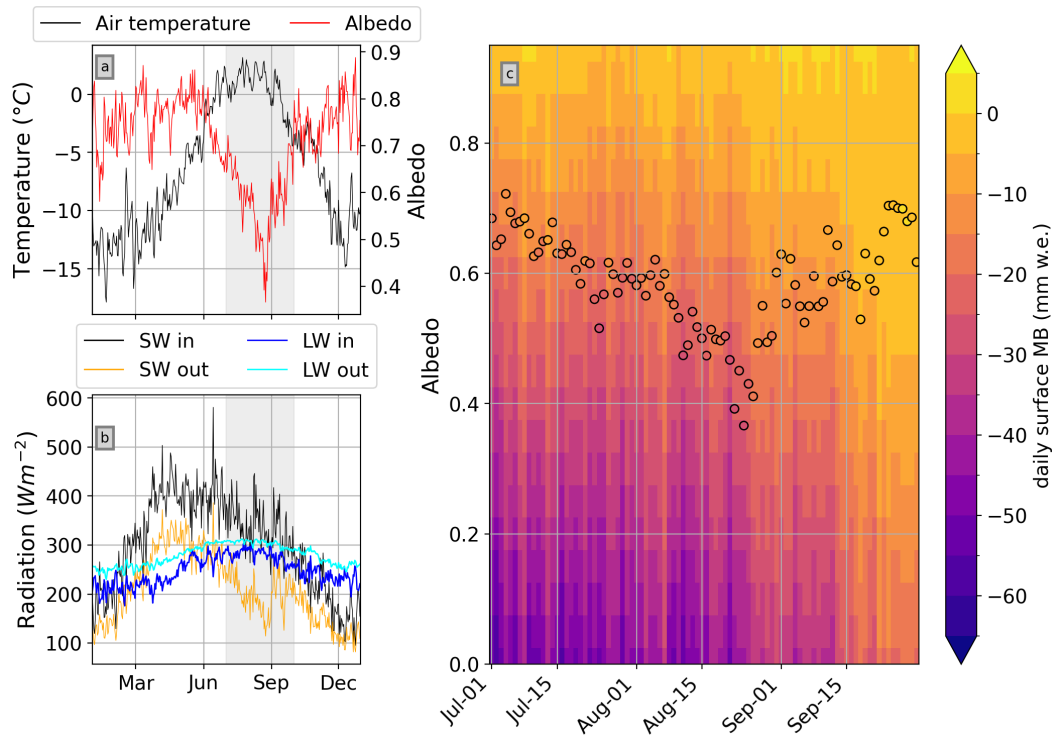 Air temperature Albedo
a
Temperature (°C)
0
−5
−10
−15
0.9
0.8
0.7
0.6
0.5
0.4
Albedo
SW in LW in
SW out LW out
b
Radiation (Wm⁻²)
600
500
400
300
200
100
Mar Jun Sep Dec
c
Albedo
0.8
0.6
0.4
0.2
0.0
Jul-01 Jul-15 Aug-01 Aug-15 Sep-01 Sep-15
0
−10
−20
−30
−40
−50
−60
daily surface MB (mm w.e.)